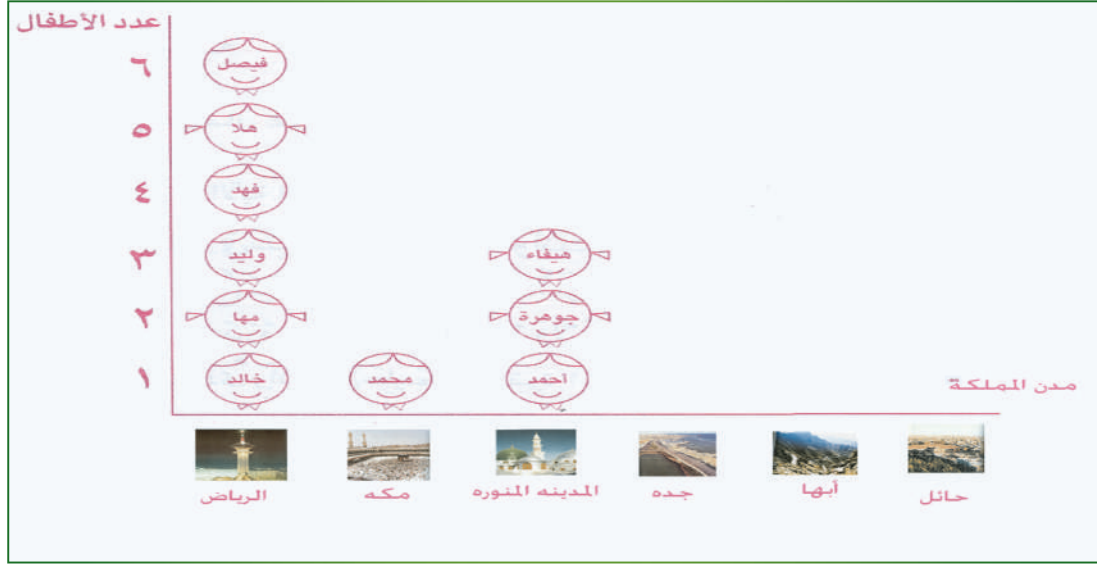 عدد الأطفال
٦
فيصل
٥
هلا
٤
فهد
٣
وليد
هيفاء
٢
مها
جوهرة
١
خالد
محمد
أحمد
مدن المملكة
الرياض
مكه
المدينه المنوره
جده
أبها
حائل